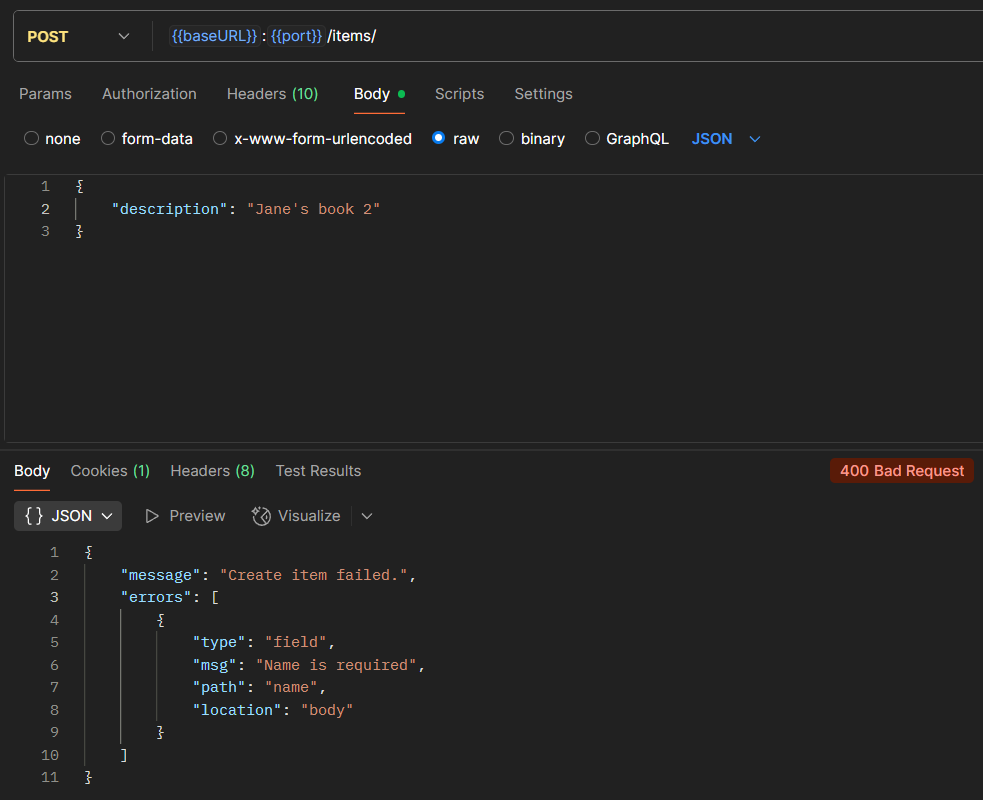 POST {{baseURL}}:{{port}}/items/
Params Authorization Headers (10) Body Scripts Settings
none form-data x-www-form-urlencoded raw binary GraphQL JSON
1 {
2 "description": "Jane's book 2"
3 }
Body Cookies (1) Headers (8) Test Results 400 Bad Request
{} JSON Preview Visualize
1 {
2 "message": "Create item failed.",
3 "errors": [
4 {
5 "type": "field",
6 "msg": "Name is required",
7 "path": "name",
8 "location": "body"
9 }
10 ]
11 }